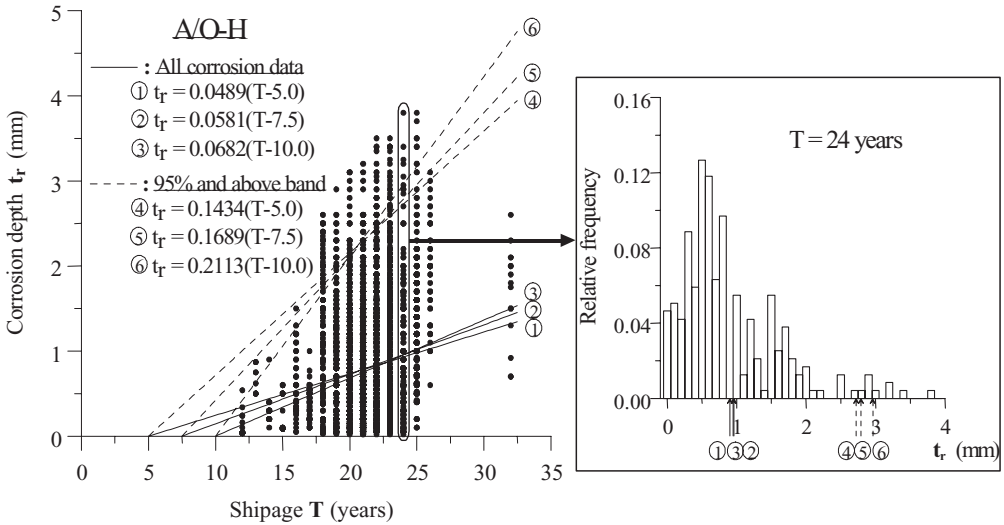 A/O-H
: All corrosion data
① tr = 0.0489(T-5.0)
② tr = 0.0581(T-7.5)
③ tr = 0.0682(T-10.0)
: 95% and above band
④ tr = 0.1434(T-5.0)
⑤ tr = 0.1689(T-7.5)
⑥ tr = 0.2113(T-10.0)
Corrosion depth tr (mm)
5
4
3
2
1
0
0 5 10 15 20 25 30 35
Shipage T (years)
⑥
⑤
④
③
②
①
T = 24 years
Relative frequency
0.16
0.12
0.08
0.04
0.00
0 1 2 3 4
①③② ④⑤⑥ tr (mm)